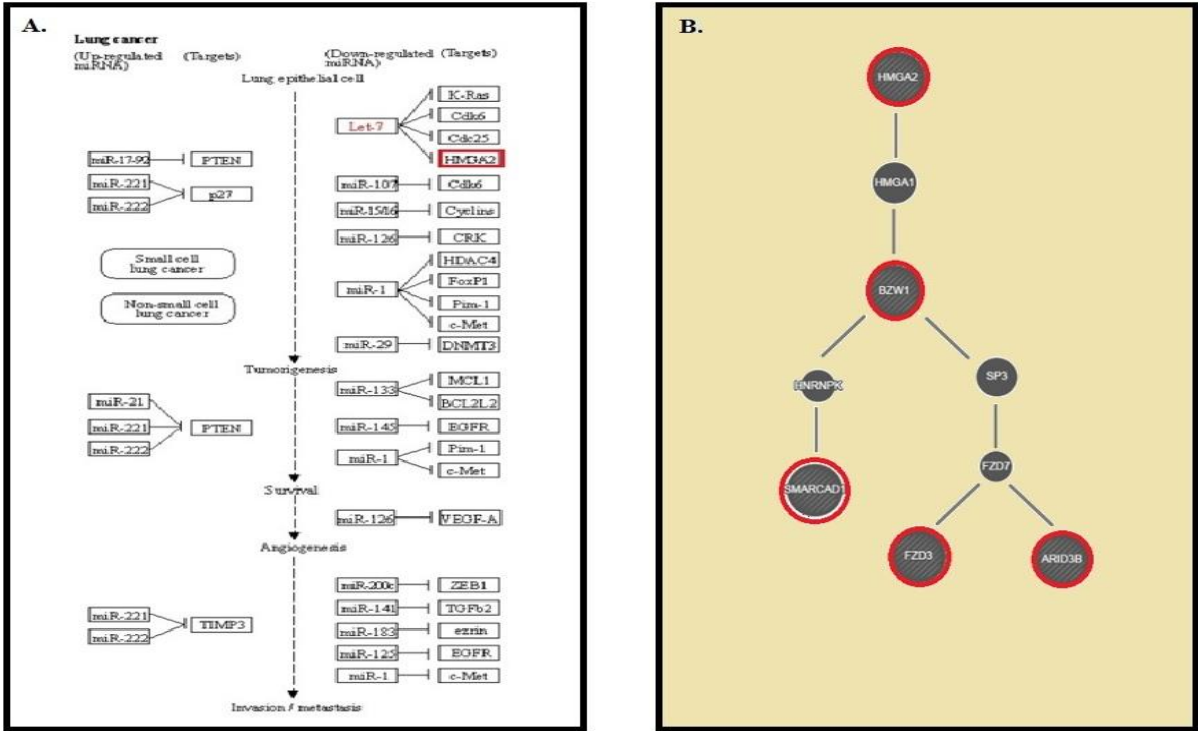 A.
Lung cancer
(Up-regulated miRNA)
(Targets)
(Down-regulated miRNA)
(Targets)
Lung epithelial cell
miR-17-92
PTEN
miR-221
miR-222
p27
Small cell
lung cancer
Non-small cell
lung cancer
Let-7
K-Ras
Cdk6
Cdc25
HMGA2
miR-107
Cdk6
miR-15/16
Cyclins
miR-126
CRK
miR-1
HDAC4
FoxP1
Pim-1
c-Met
miR-29
DNMT3
Tumorigenesis
miR-21
miR-221
miR-222
PTEN
miR-133
MCL1
BCL2L2
miR-145
EGFR
miR-1
Pim-1
c-Met
Survival
miR-126
VEGF-A
Angiogenesis
miR-221
miR-222
TIMP3
miR-200c
ZEB1
miR-141
TGFb2
miR-183
ezrin
miR-125
EGFR
miR-1
c-Met
Invasion / metastasis
B.
HMGA2
HMGA1
BZW1
HNRNPK
SP3
SMARCAD1
FZD7
FZD3
ARID3B